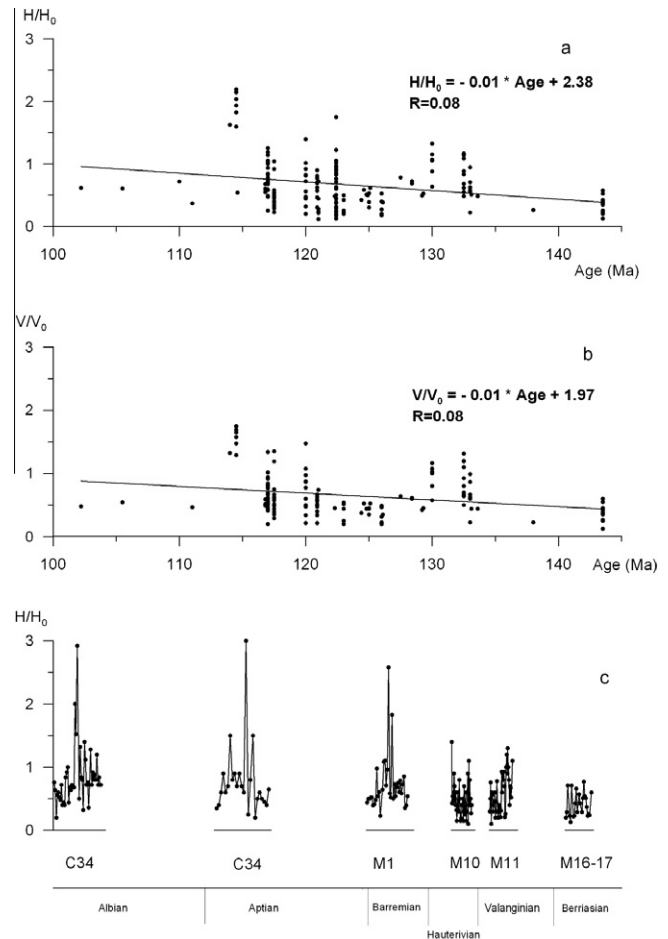 H/H₀
a
3
H/H₀ = - 0.01 * Age + 2.38
R=0.08
2
1
0
100 110 120 130 140
Age (Ma)
V/V₀
b
3
V/V₀ = - 0.01 * Age + 1.97
R=0.08
2
1
0
100 110 120 130 140
Age (Ma)
H/H₀
3
c
2
1
0
C34 C34 M1 M10 M11 M16-17
Albian Aptian Barremian Valanginian Berriasian
Hauterivian